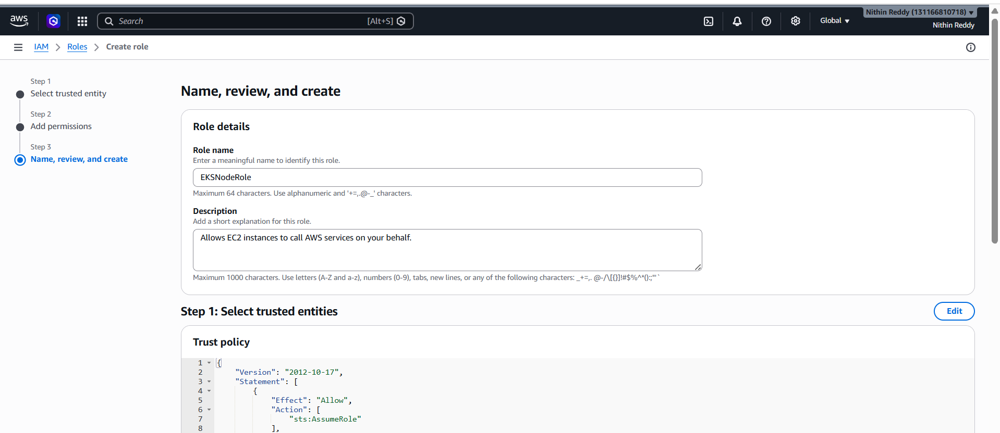 aws
Search
[Alt+S]
Global
Nithin Reddy (131166810718)
Nithin Reddy
IAM
Roles
Create role
Step 1
Select trusted entity
Step 2
Add permissions
Step 3
Name, review, and create
Name, review, and create
Role details
Role name
Enter a meaningful name to identify this role.
EKSNodeRole
Maximum 64 characters. Use alphanumeric and '+=,.@-_' characters.
Description
Add a short explanation for this role.
Allows EC2 instances to call AWS services on your behalf.
Maximum 1000 characters. Use letters (A-Z and a-z), numbers (0-9), tabs, new lines, or any of the following characters: _+=,. @-/\[{}]!#$%^*();:'"`
Step 1: Select trusted entities
Edit
Trust policy
1 {
2 "Version": "2012-10-17",
3 "Statement": [
4 {
5 "Effect": "Allow",
6 "Action": [
7 "sts:AssumeRole"
8 ],